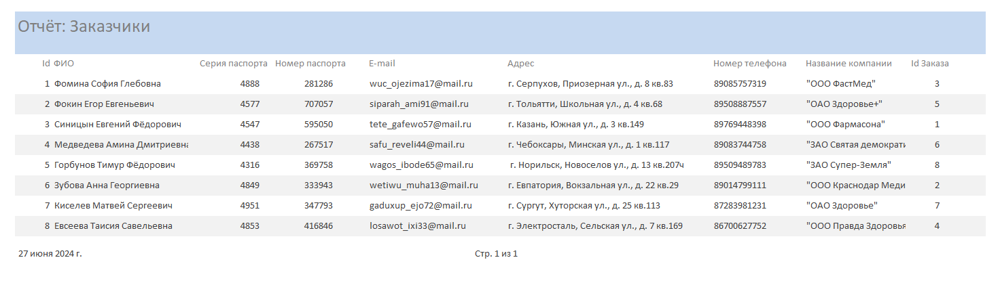 Отчёт: Заказчики
Id ФИО Серия паспорта Номер паспорта E-mail Адрес Номер телефона Название компании Id Заказа
1 Фомина София Глебовна 4888 281286 wuc_ojezima17@mail.ru г. Серпухов, Приозерная ул., д. 8 кв.83 89085757319 "ООО ФастМед" 3
2 Фокин Егор Евгеньевич 4577 707057 siparah_ami91@mail.ru г. Тольятти, Школьная ул., д. 4 кв.68 89508887557 "ОАО Здоровье+" 5
3 Синицын Евгений Фёдорович 4547 595050 tete_gafewo57@mail.ru г. Казань, Южная ул., д. 3 кв.149 89769448398 "ООО Фармасона" 1
4 Медведева Амина Дмитриевна 4438 267517 safu_reveli44@mail.ru г. Чебоксары, Минская ул., д. 1 кв.117 89083744758 "ЗАО Святая демократи 6
5 Горбунов Тимур Фёдорович 4316 369758 wagos_ibode65@mail.ru г. Норильск, Новоселов ул., д. 13 кв.207ч 89509489783 "ЗАО Супер-Земля" 8
6 Зубова Анна Георгиевна 4849 333943 wetiwu_muha13@mail.ru г. Евпатория, Вокзальная ул., д. 22 кв.29 89014799111 "ООО Краснодар Меди 2
7 Киселев Матвей Сергеевич 4951 347793 gaduxup_ejo72@mail.ru г. Сургут, Хуторская ул., д. 25 кв.113 87283981231 "ОАО Здоровье" 7
8 Евсеева Таисия Савельевна 4853 416846 losawot_ixi33@mail.ru г. Электросталь, Сельская ул., д. 7 кв.169 86700627752 "ООО Правда Здоровья 4
27 июня 2024 г. Стр. 1 из 1